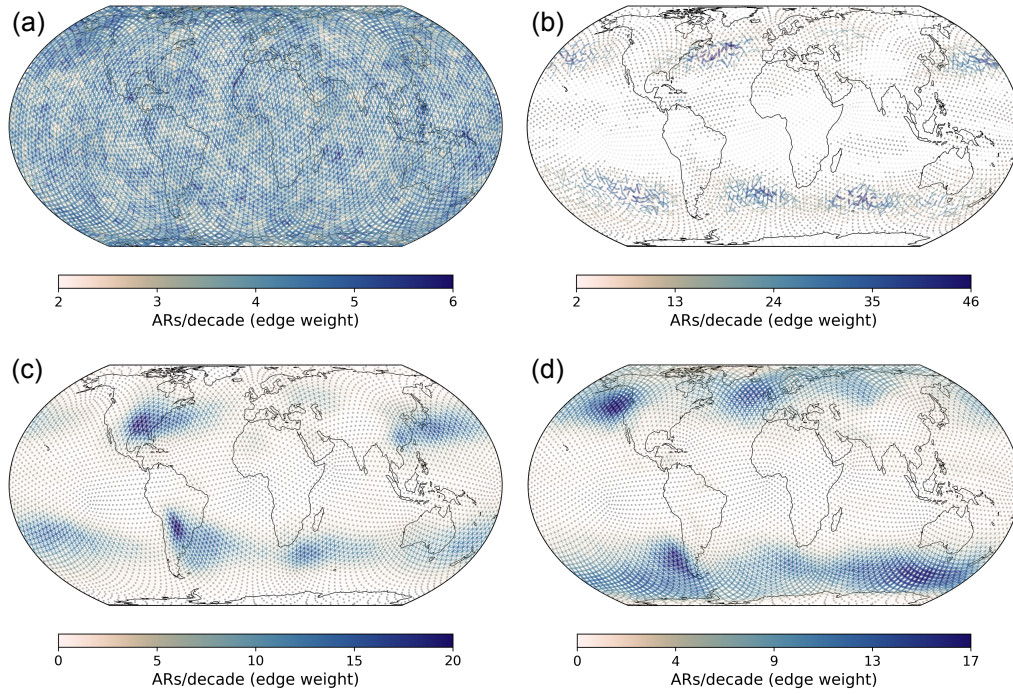 (a)
(b)
2 3 4 5 6
ARs/decade (edge weight)
2 13 24 35 46
ARs/decade (edge weight)
(c)
(d)
0 5 10 15 20
ARs/decade (edge weight)
0 4 9 13 17
ARs/decade (edge weight)